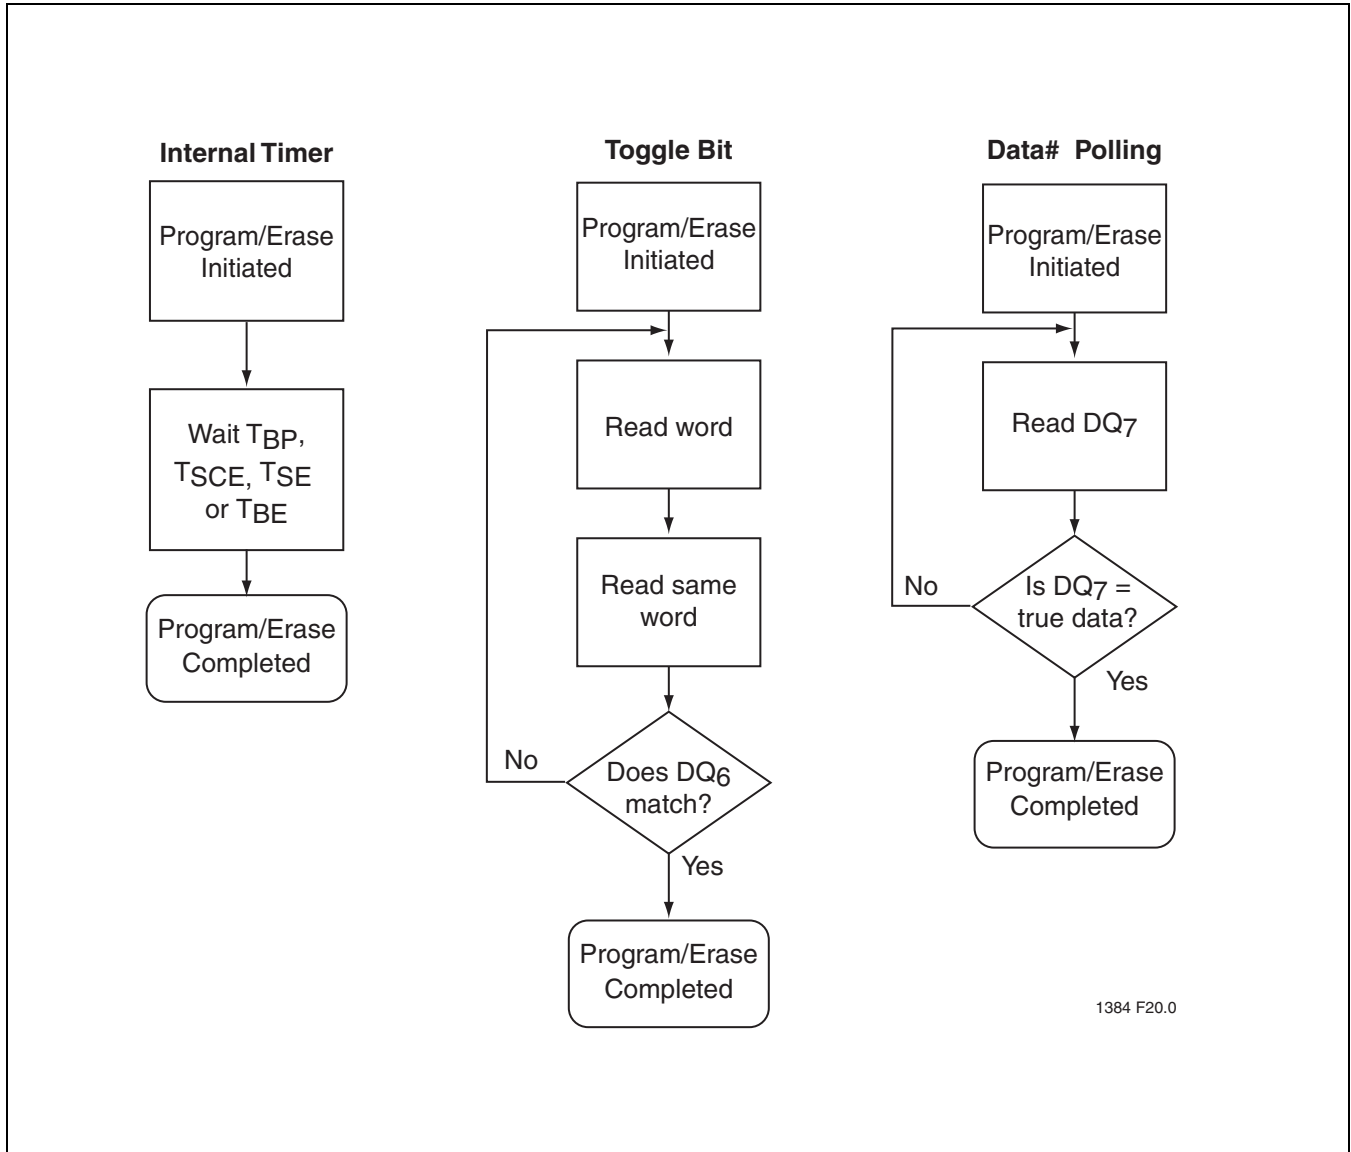 Internal Timer
Program/Erase
Initiated
Wait TBP,
TSCE, TSE
or TBE
Program/Erase
Completed
Toggle Bit
Program/Erase
Initiated
Read word
Read same
word
Does DQ6
match?
No
Yes
Program/Erase
Completed
Data# Polling
Program/Erase
Initiated
Read DQ7
Is DQ7 =
true data?
No
Yes
Program/Erase
Completed
1384 F20.0